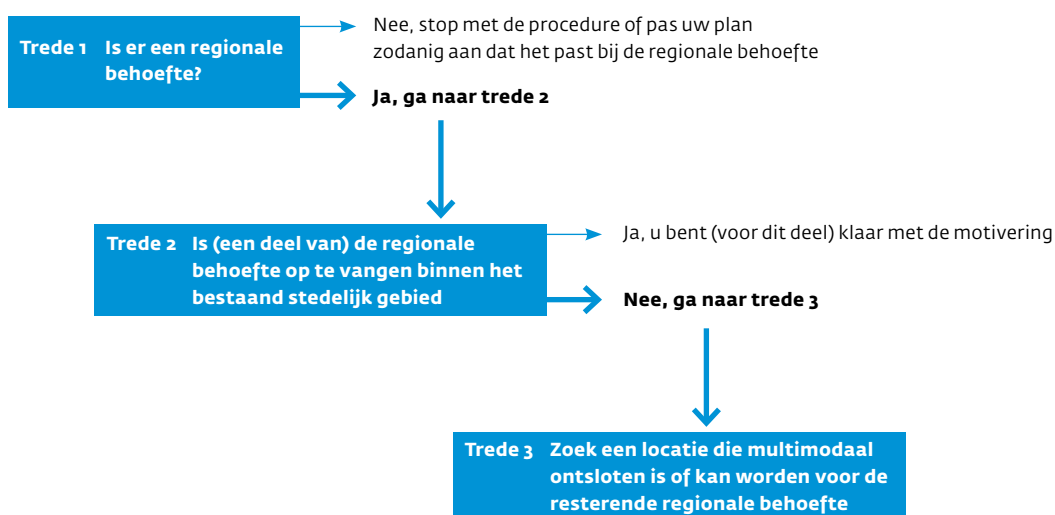 Trede 1 Is er een regionale
behoefte?
Nee, stop met de procedure of pas uw plan
zodanig aan dat het past bij de regionale behoefte
Ja, ga naar trede 2
Trede 2 Is (een deel van) de regionale
behoefte op te vangen binnen het
bestaand stedelijk gebied
Ja, u bent (voor dit deel) klaar met de motivering
Nee, ga naar trede 3
Trede 3 Zoek een locatie die multimodaal
ontsloten is of kan worden voor de
resterende regionale behoefte